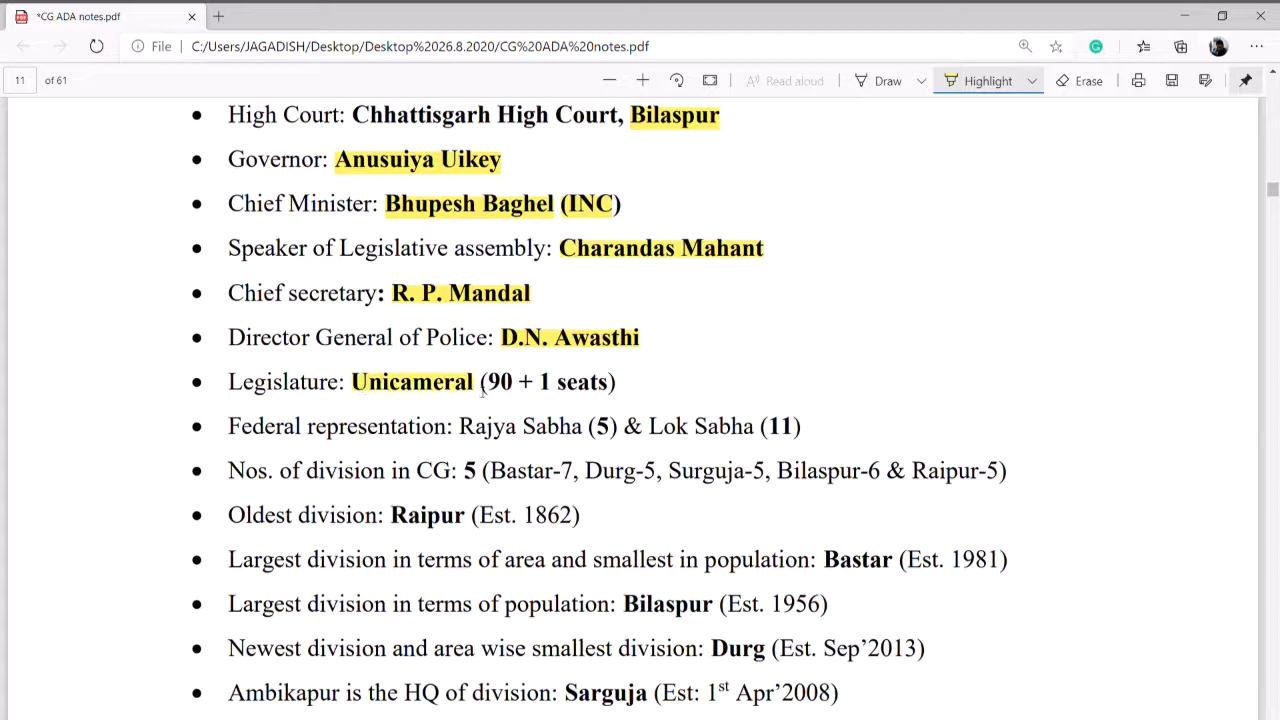 *CG ADA notes.pdf
File | C:/Users/JAGADISH/Desktop/Desktop%2026.8.2020/CG%20ADA%20notes.pdf
11 of 61 Read aloud Draw Highlight Erase
• High Court: Chhattisgarh High Court, Bilaspur
• Governor: Anusuiya Uikey
• Chief Minister: Bhupesh Baghel (INC)
• Speaker of Legislative assembly: Charandas Mahant
• Chief secretary: R. P. Mandal
• Director General of Police: D.N. Awasthi
• Legislature: Unicameral (90 + 1 seats)
• Federal representation: Rajya Sabha (5) & Lok Sabha (11)
• Nos. of division in CG: 5 (Bastar-7, Durg-5, Surguja-5, Bilaspur-6 & Raipur-5)
• Oldest division: Raipur (Est. 1862)
• Largest division in terms of area and smallest in population: Bastar (Est. 1981)
• Largest division in terms of population: Bilaspur (Est. 1956)
• Newest division and area wise smallest division: Durg (Est. Sep’2013)
• Ambikapur is the HQ of division: Sarguja (Est: 1st Apr’2008)